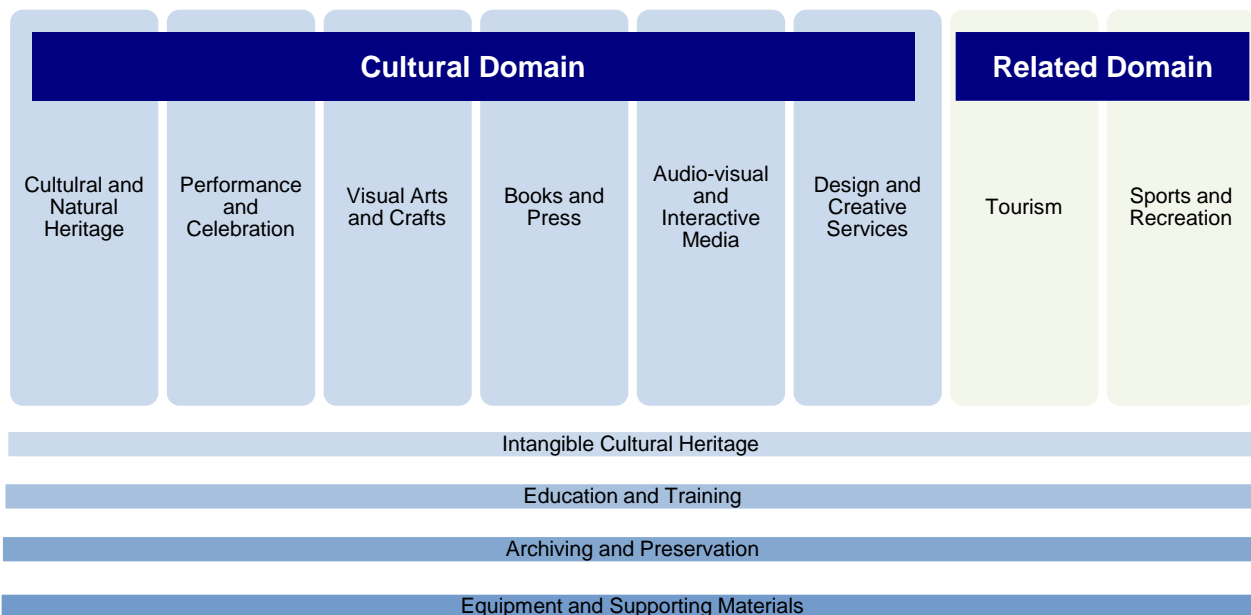 Cultural Domain
Related Domain
Cultulral and
Natural
Heritage
Performance
and
Celebration
Visual Arts
and Crafts
Books and
Press
Audio-visual
and
Interactive
Media
Design and
Creative
Services
Tourism
Sports and
Recreation
Intangible Cultural Heritage
Education and Training
Archiving and Preservation
Equipment and Supporting Materials